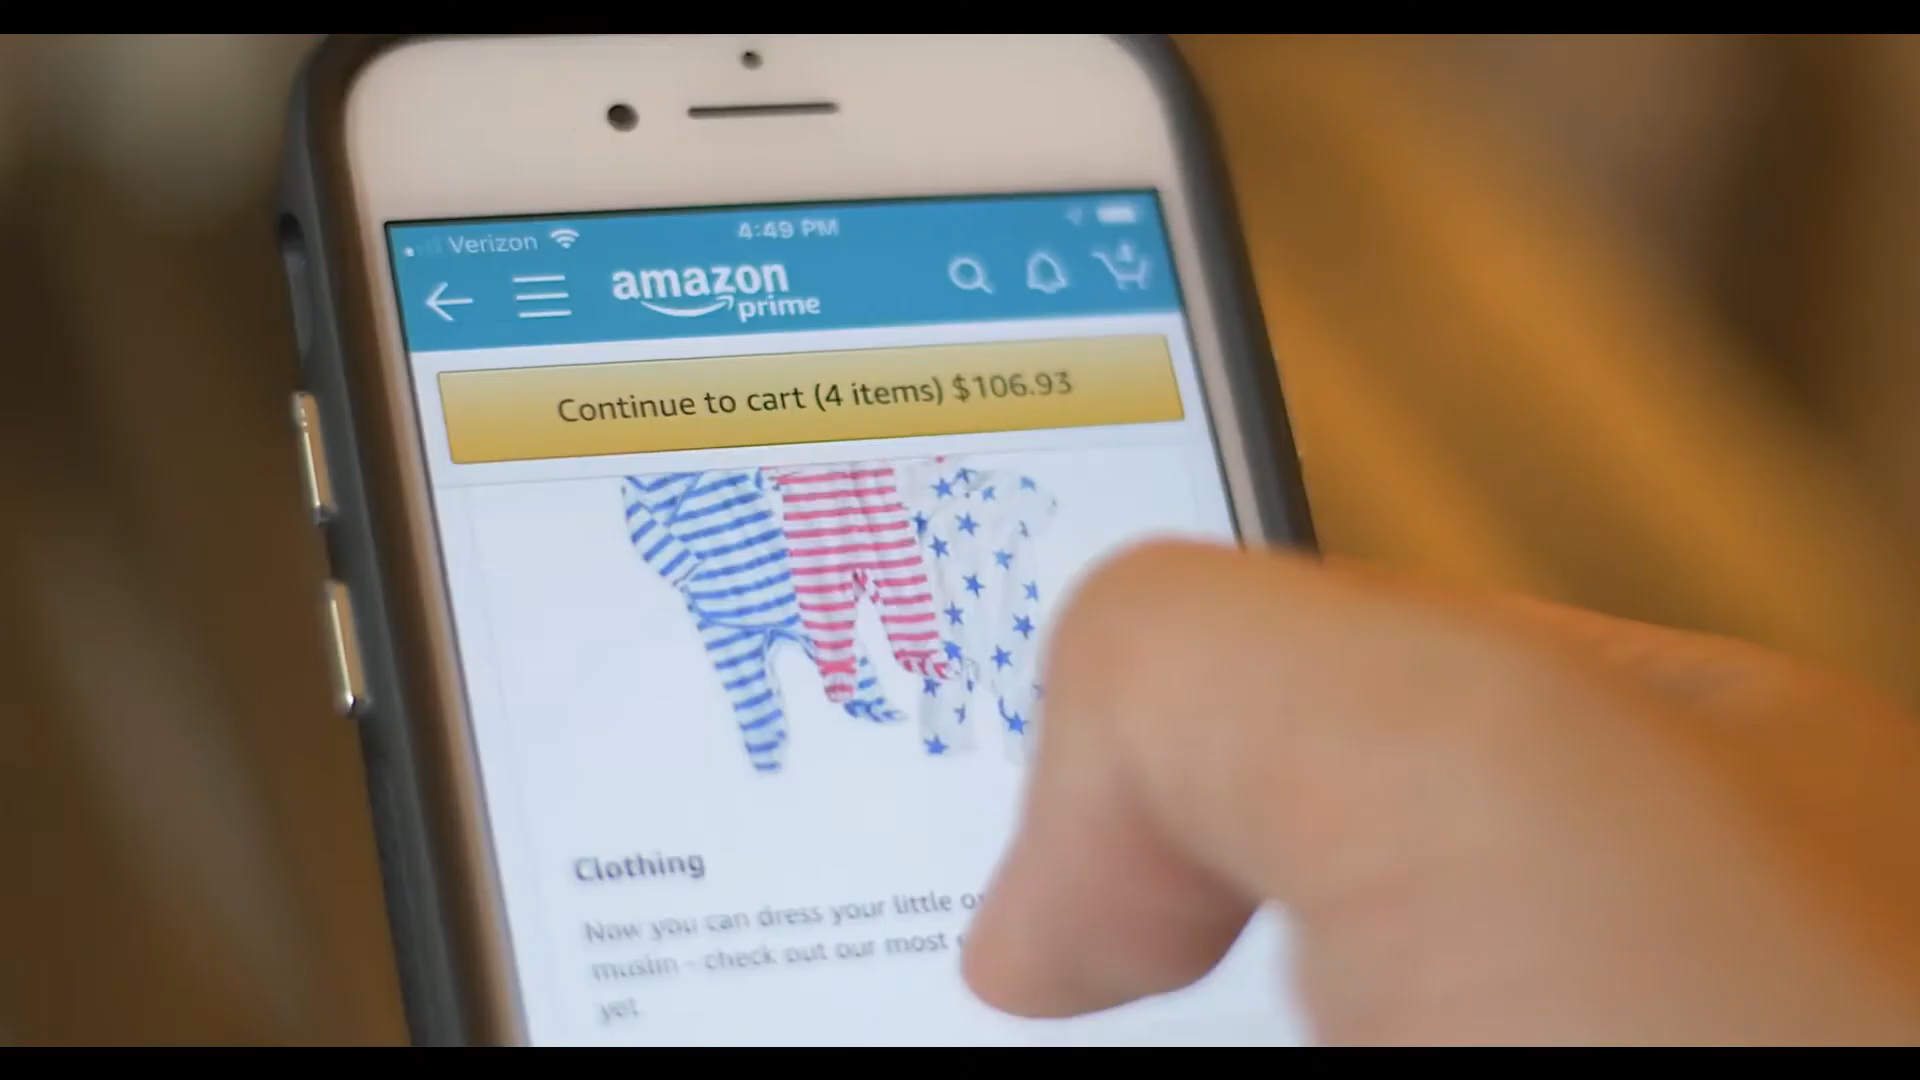 Verizon 4:49 PM
amazon
prime
4
Continue to cart (4 items) $106.93
Clothing
Now you can dress your little
muslin - check out our most
yet